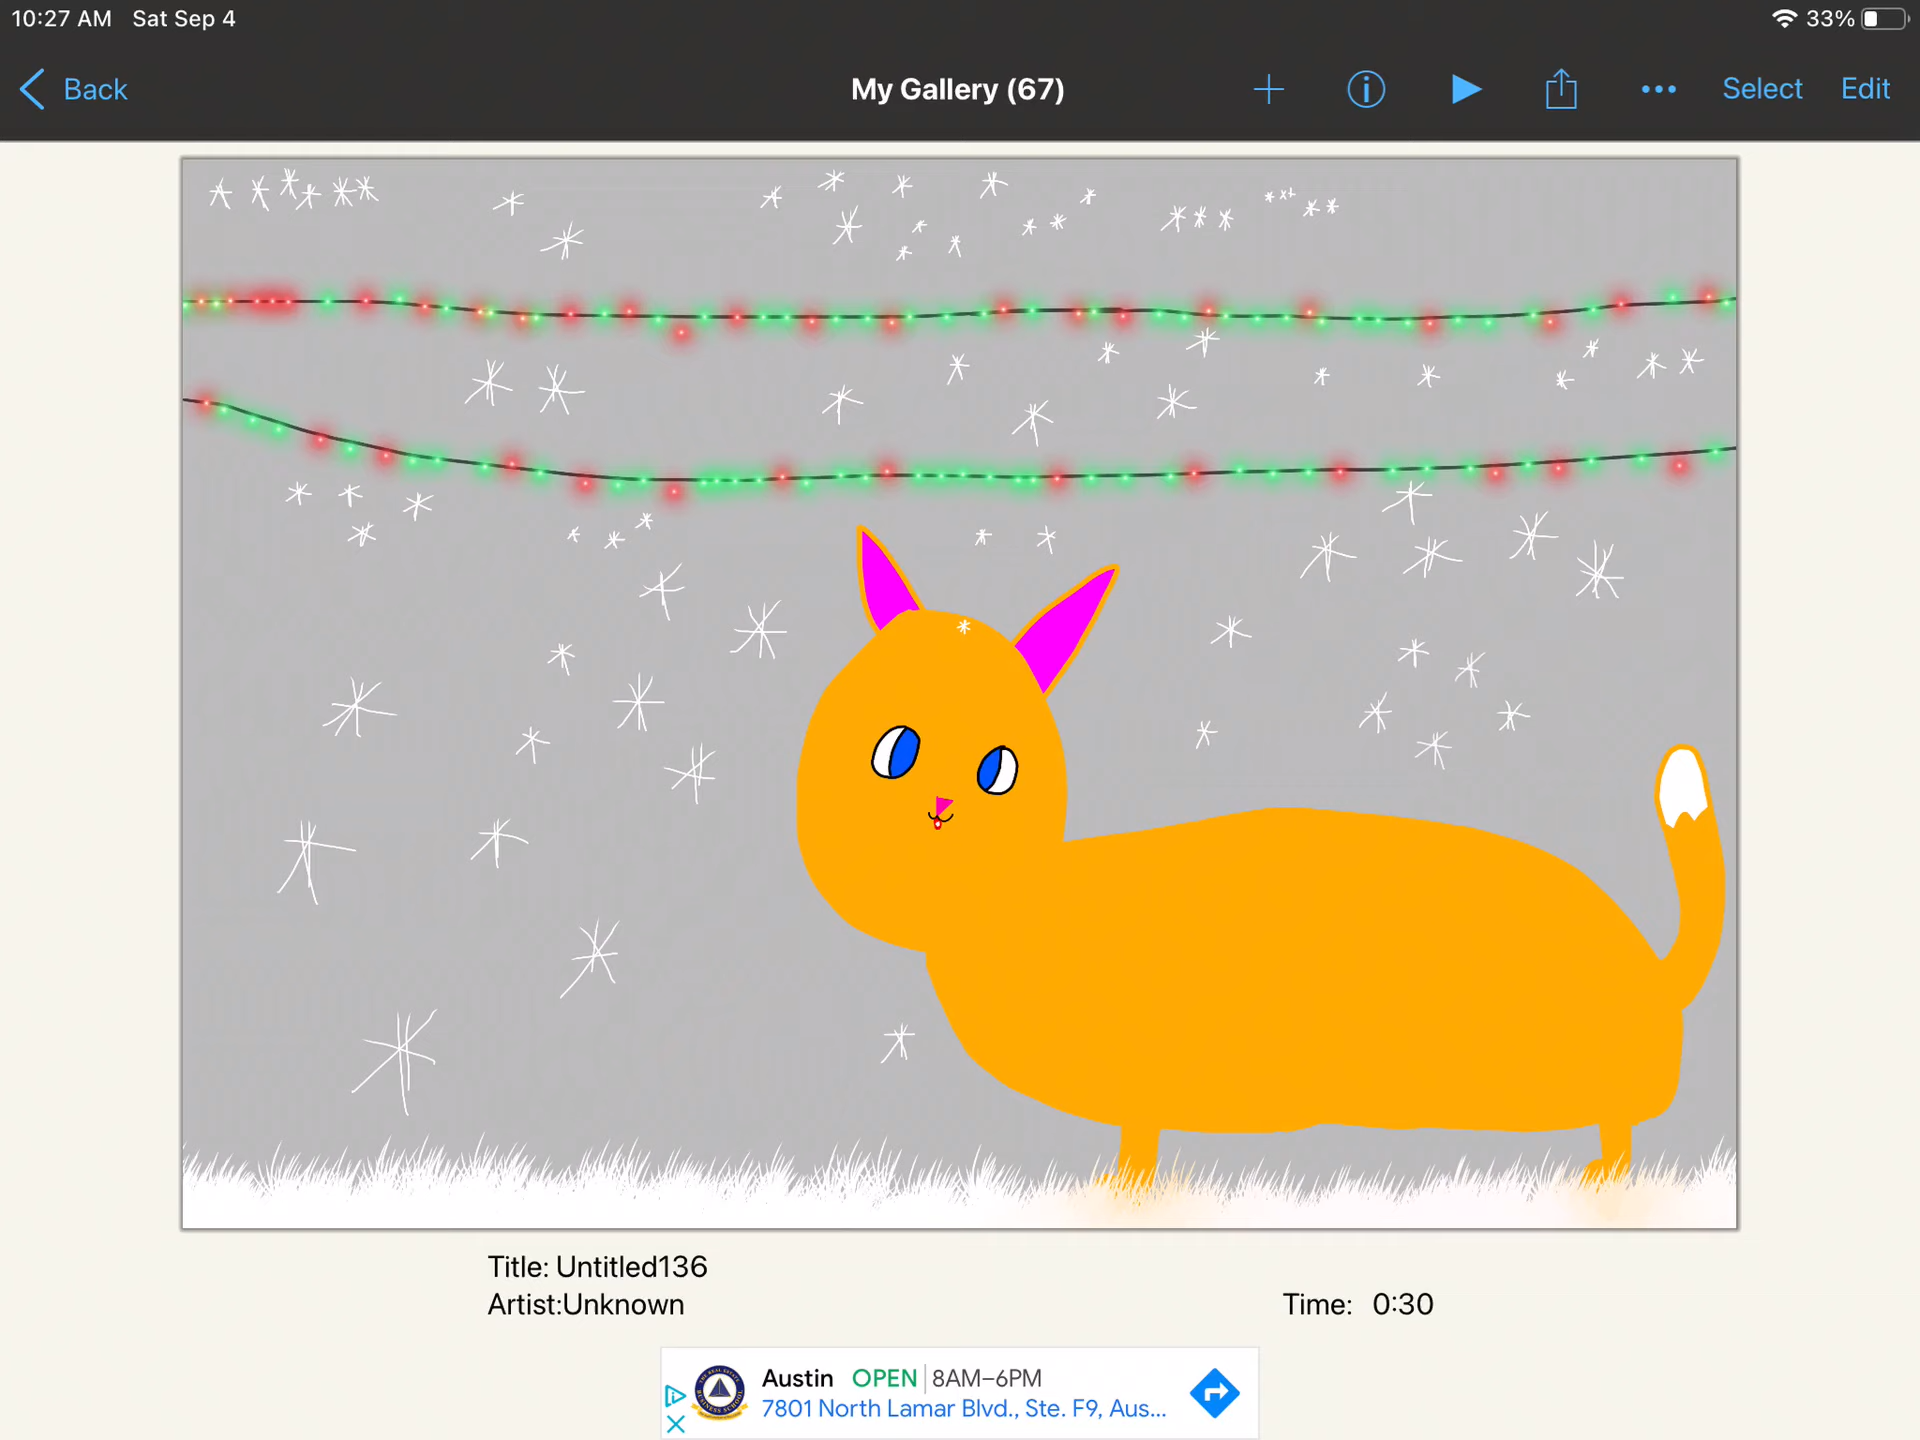 10:27 AM Sat Sep 4
33%
Back
My Gallery (67)
Select
Edit
Title: Untitled136
Artist:Unknown
Time: 0:30
Austin OPEN 8AM–6PM
7801 North Lamar Blvd., Ste. F9, Aus...